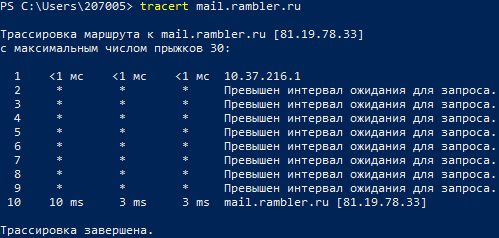 PS C:\Users\207005> tracert mail.rambler.ru
Трассировка маршрута к mail.rambler.ru [81.19.78.33]
с максимальным числом прыжков 30:
1 <1 мс <1 мс <1 мс 10.37.216.1
2 * * * Превышен интервал ожидания для запроса.
3 * * * Превышен интервал ожидания для запроса.
4 * * * Превышен интервал ожидания для запроса.
5 * * * Превышен интервал ожидания для запроса.
6 * * * Превышен интервал ожидания для запроса.
7 * * * Превышен интервал ожидания для запроса.
8 * * * Превышен интервал ожидания для запроса.
9 * * * Превышен интервал ожидания для запроса.
10 10 ms 3 ms 3 ms mail.rambler.ru [81.19.78.33]
Трассировка завершена.